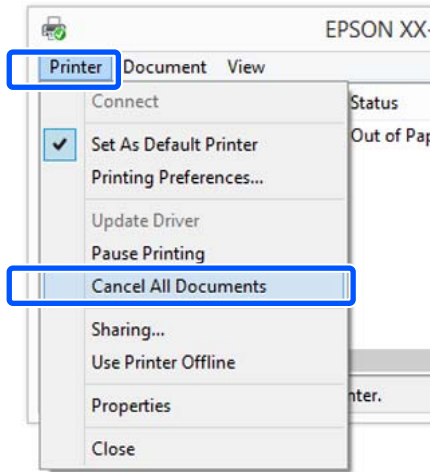 EPSON XX-
Printer Document View
Connect
Status
Set As Default Printer
Out of Pap
Printing Preferences...
Update Driver
Pause Printing
Cancel All Documents
Sharing...
Use Printer Offline
Properties
nter.
Close